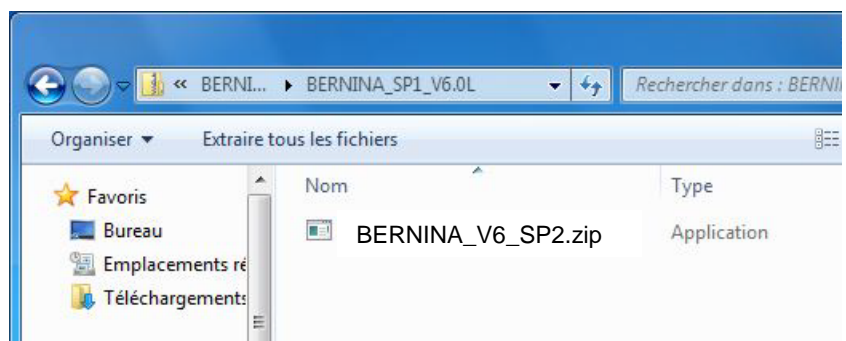 « BERNI... BERNINA_SP1_V6.0L Rechercher dans : BERNI
Organiser Extraire tous les fichiers
Favoris Nom Type
Bureau BERNINA_V6_SP2.zip Application
Emplacements ré
Téléchargements